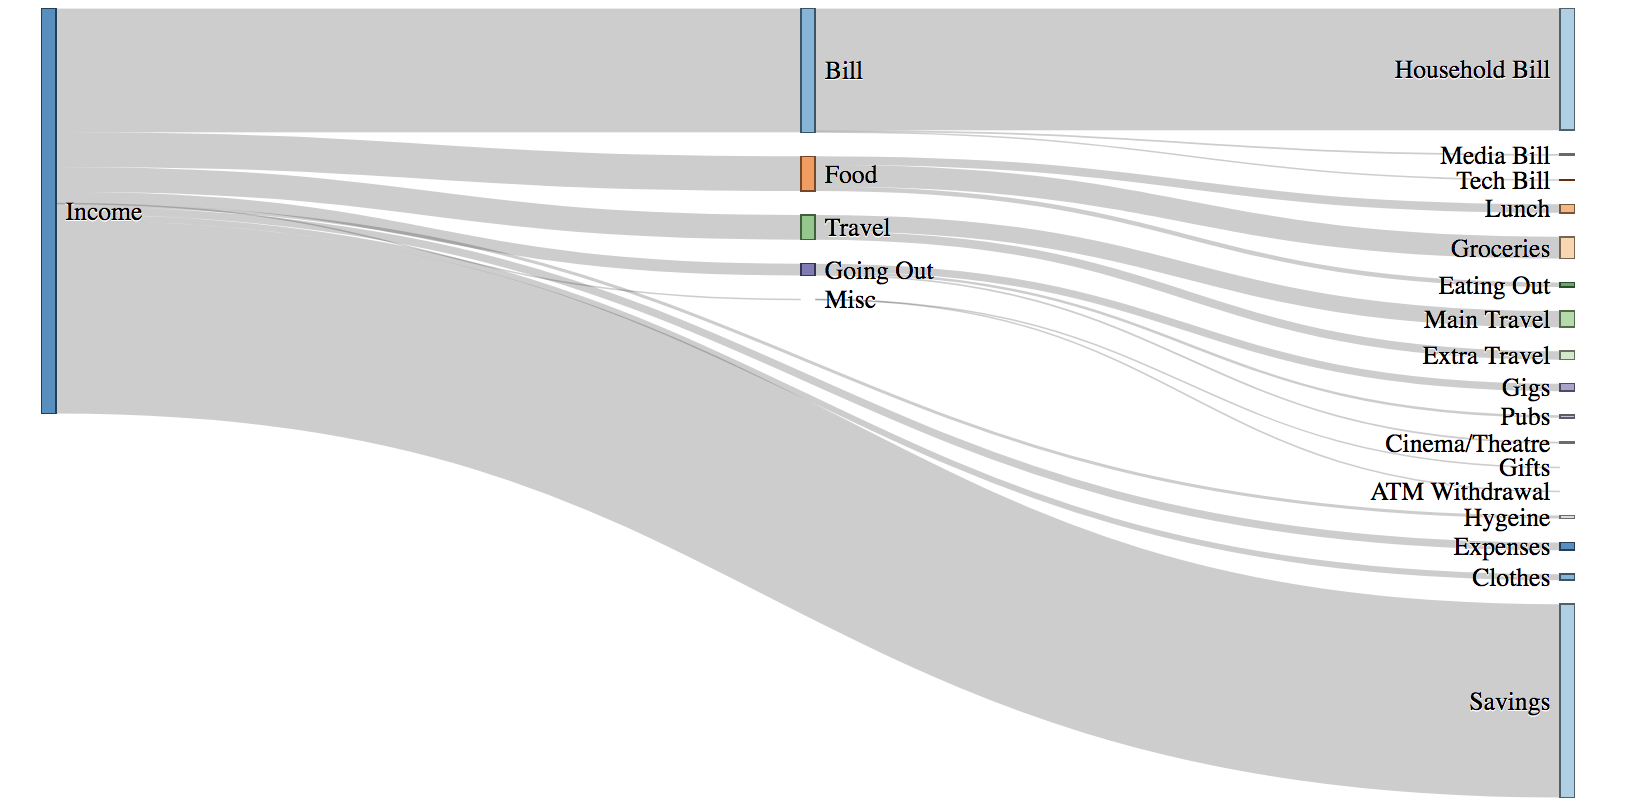 Income
Bill
Food
Travel
Going Out
Misc
Household Bill
Media Bill
Tech Bill
Lunch
Groceries
Eating Out
Main Travel
Extra Travel
Gigs
Pubs
Cinema/Theatre
Gifts
ATM Withdrawal
Hygeine
Expenses
Clothes
Savings